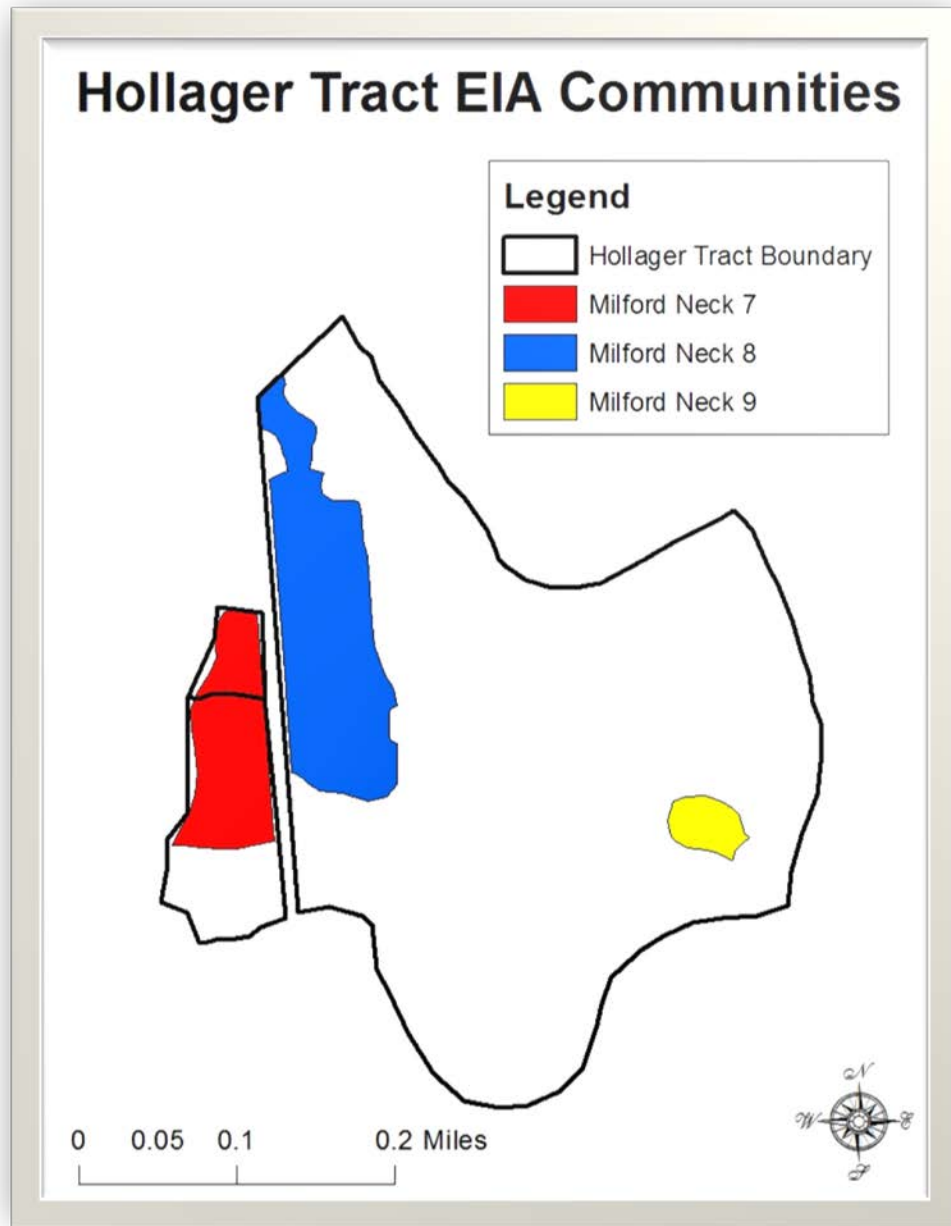 Hollager Tract EIA Communities
Legend
Hollager Tract Boundary
Milford Neck 7
Milford Neck 8
Milford Neck 9
0 0.05 0.1 0.2 Miles
N
W E
S